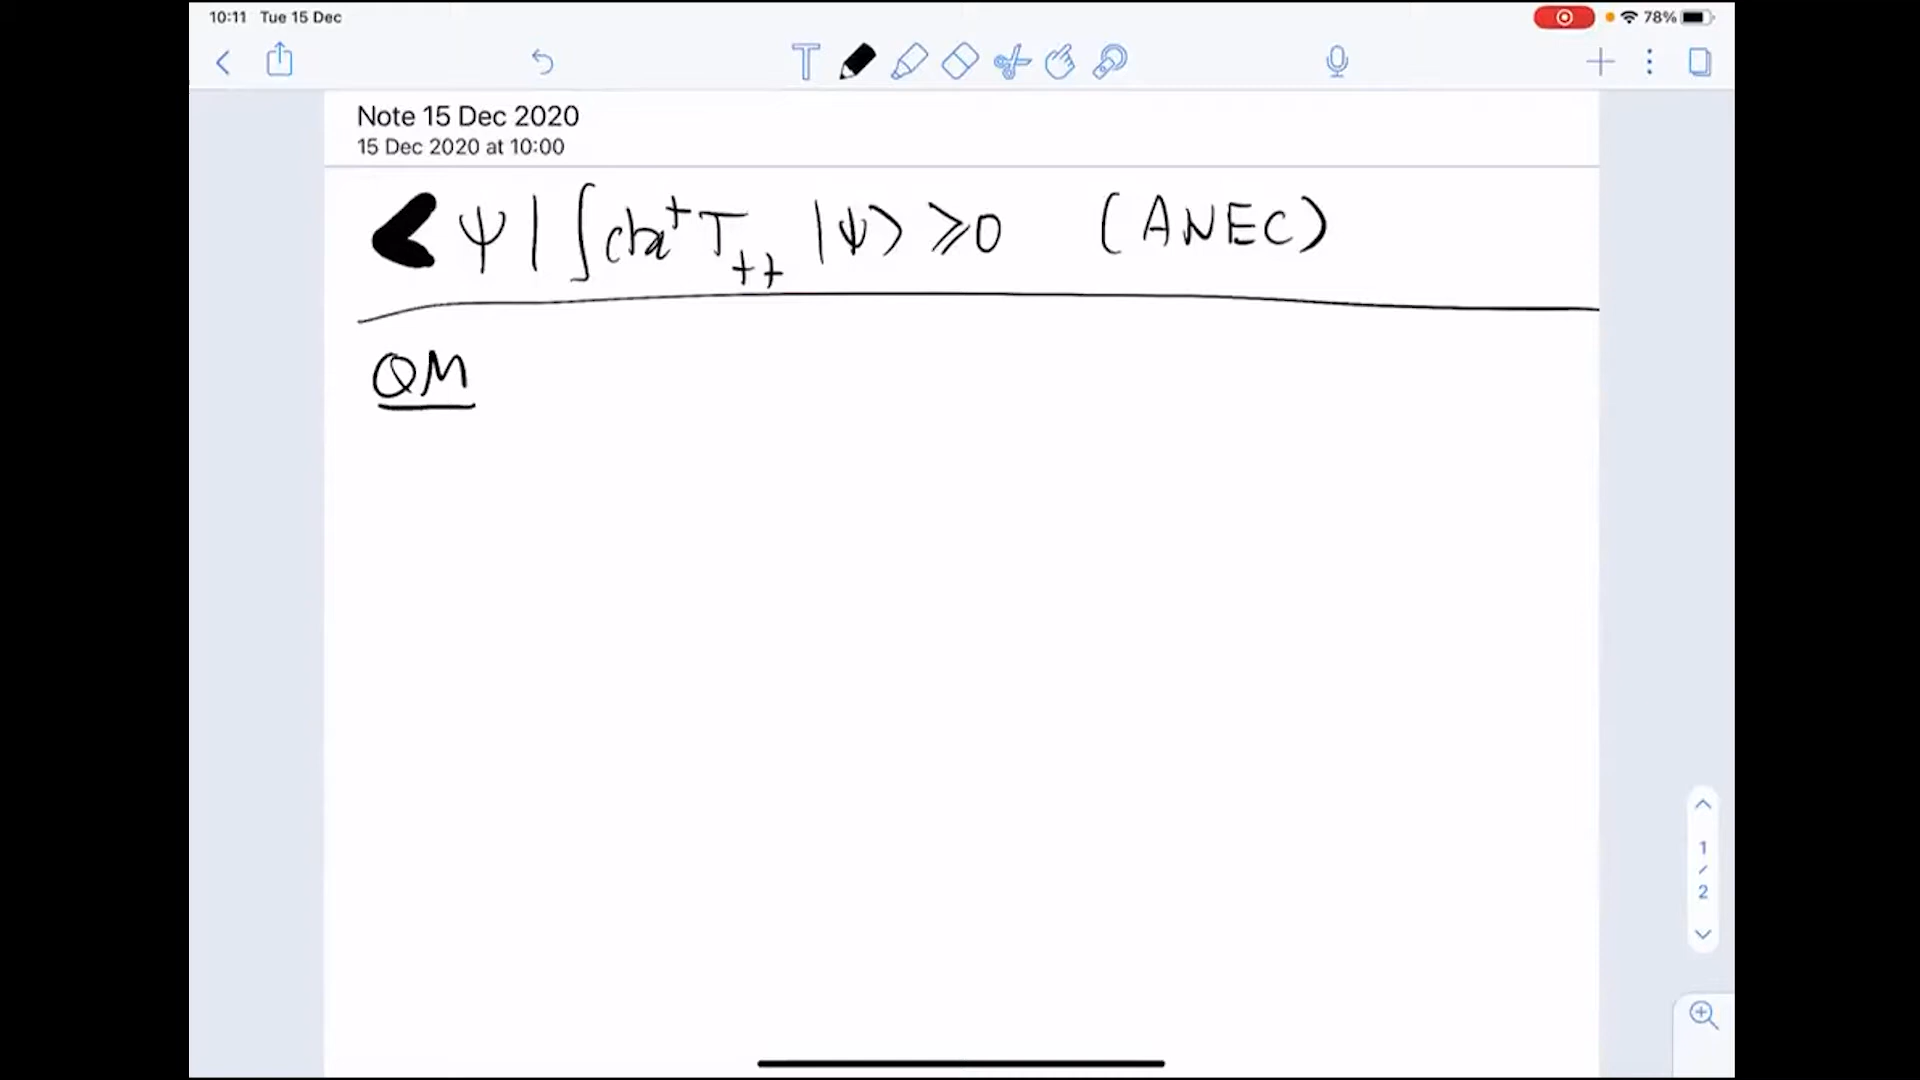 10:11 Tue 15 Dec 78%
T
Note 15 Dec 2020
15 Dec 2020 at 10:00
<ψ| ∫dx⁺ T₊₊ |ψ> ⩾0 (ANEC)
QM
1
/
2